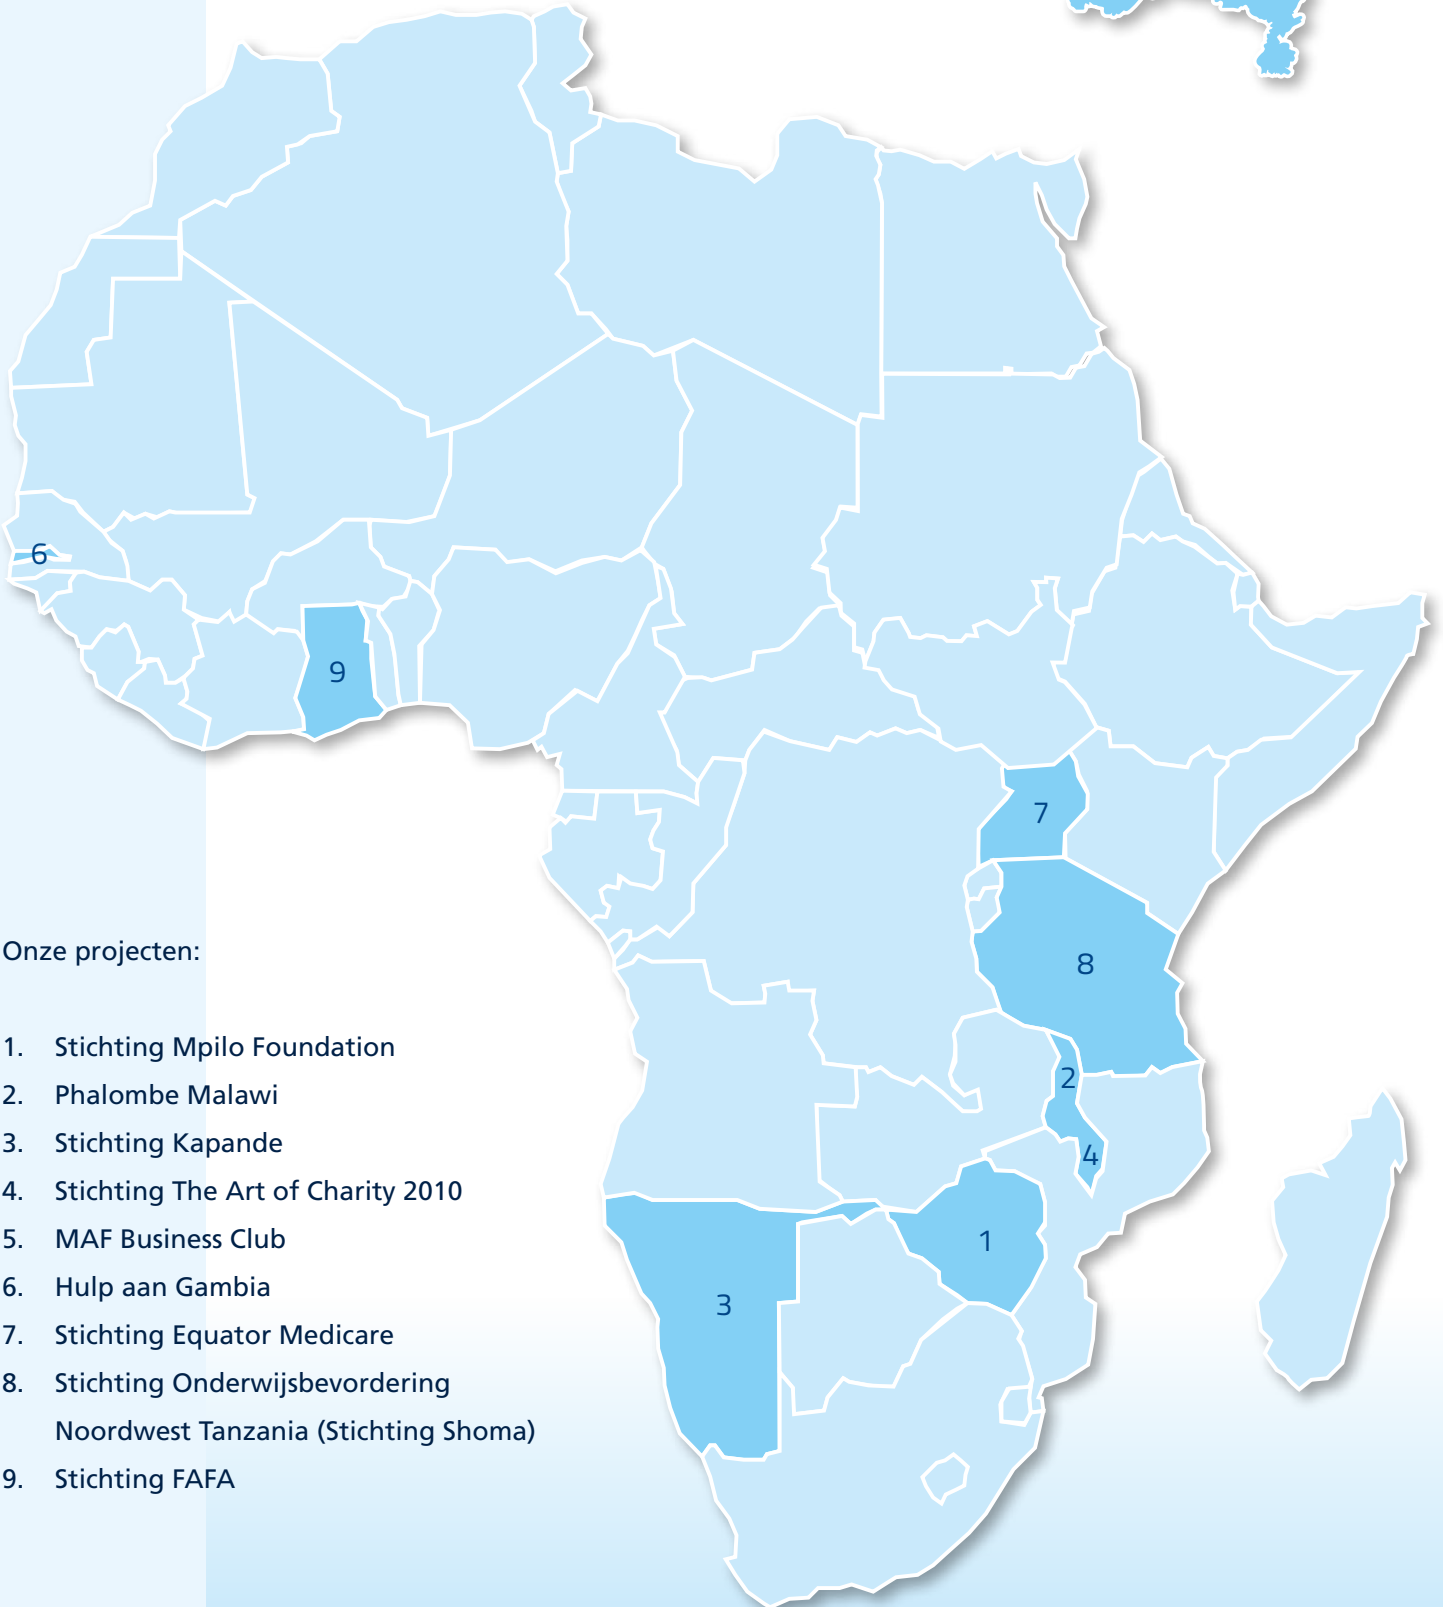 6
9
7
8
2
4
1
3
Onze projecten:
1. Stichting Mpilo Foundation
2. Phalombe Malawi
3. Stichting Kapande
4. Stichting The Art of Charity 2010
5. MAF Business Club
6. Hulp aan Gambia
7. Stichting Equator Medicare
8. Stichting Onderwijsbevordering
Noordwest Tanzania (Stichting Shoma)
9. Stichting FAFA